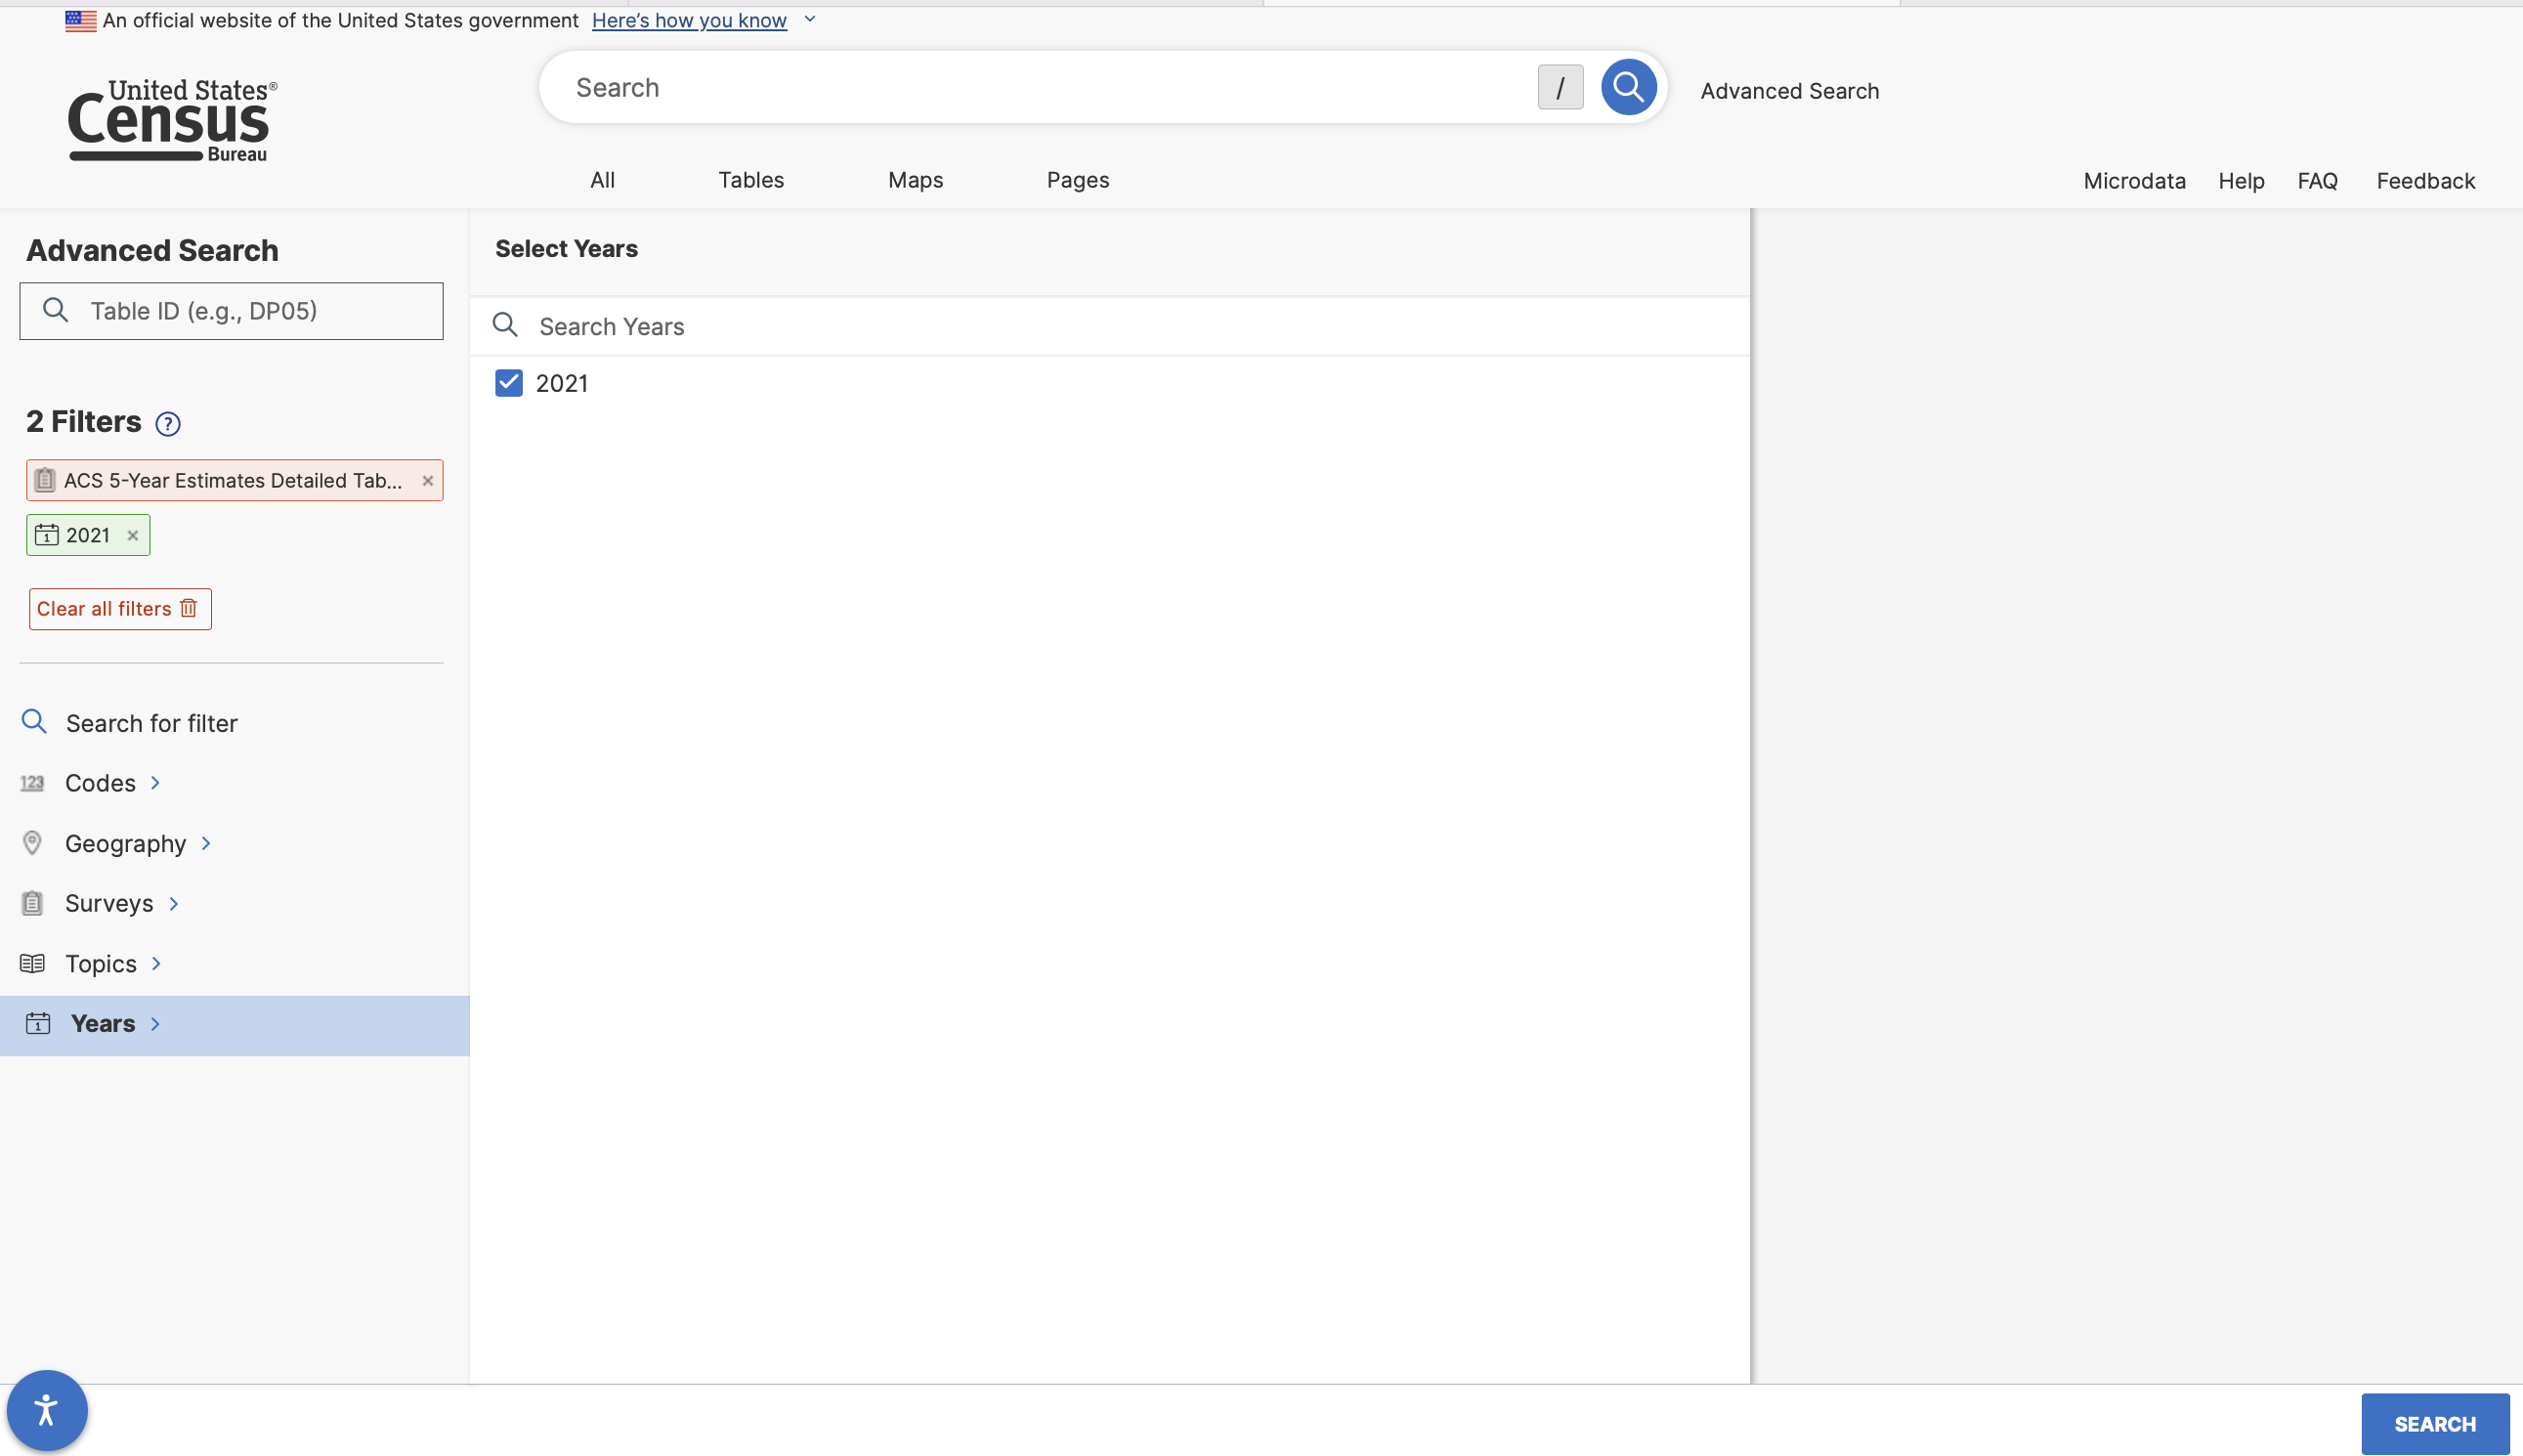 An official website of the United States government Here's how you know
United States®
Census
Bureau
Search /
Advanced Search
All Tables Maps Pages
Microdata Help FAQ Feedback
Advanced Search
Table ID (e.g., DP05)
2 Filters ?
ACS 5-Year Estimates Detailed Tab... ×
1 2021 ×
Clear all filters
Search for filter
123 Codes
Geography
Surveys
Topics
1 Years
Select Years
Search Years
2021
SEARCH